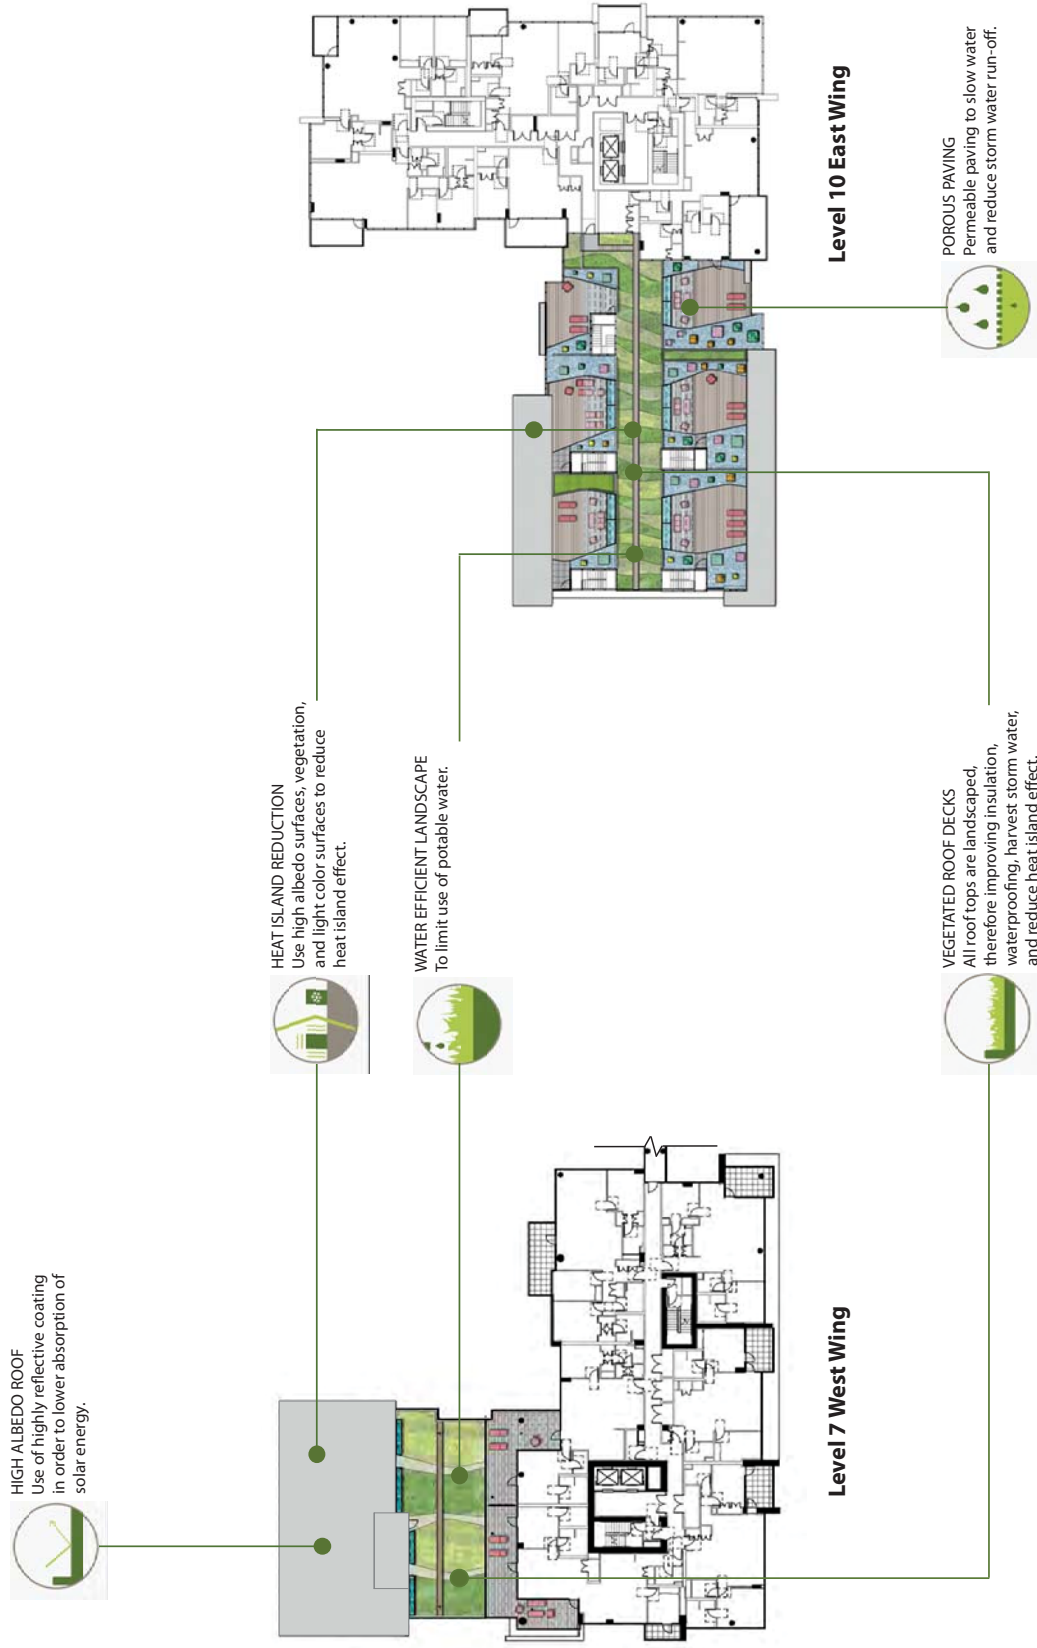 HIGH ALBEDO ROOF
Use of highly reflective coating
in order to lower absorption of
solar energy.
HEAT ISLAND REDUCTION
Use high albedo surfaces, vegetation,
and light color surfaces to reduce
heat island effect.
WATER EFFICIENT LANDSCAPE
To limit use of potable water.
Level 7 West Wing
Level 10 East Wing
VEGETATED ROOF DECKS
All roof tops are landscaped,
therefore improving insulation,
waterproofing, harvest storm water,
and reduce heat island effect.
POROUS PAVING
Permeable paving to slow water
and reduce storm water run-off.